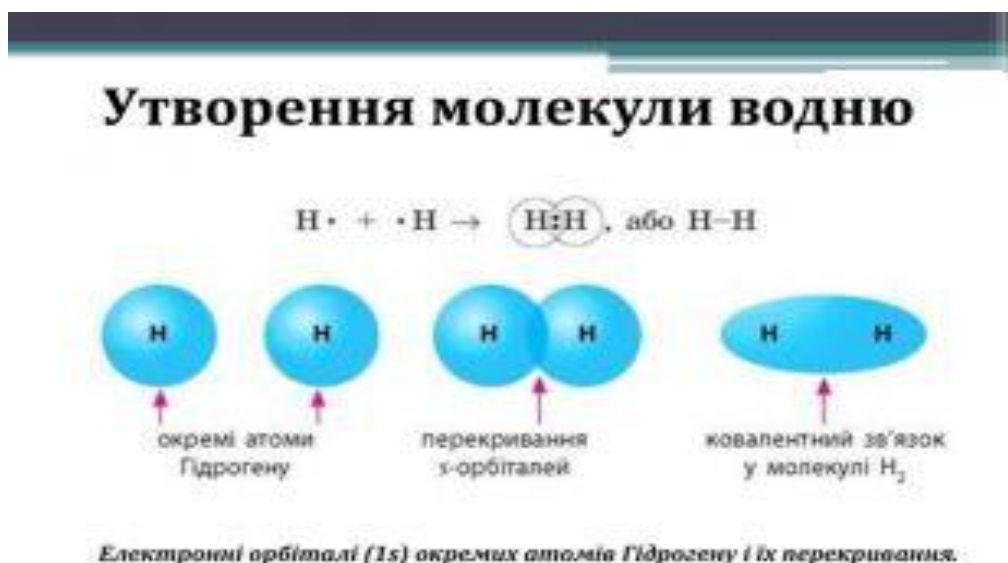 Утворення молекули водню
H· + ·H → H:H, або H–H
H H H H H H
окремі атоми перекривання ковалентний зв'язок
Гідрогену s-орбіталей у молекулі H₂
Електронні орбіталі (1s) окремих атомів Гідрогену і їх перекривання.